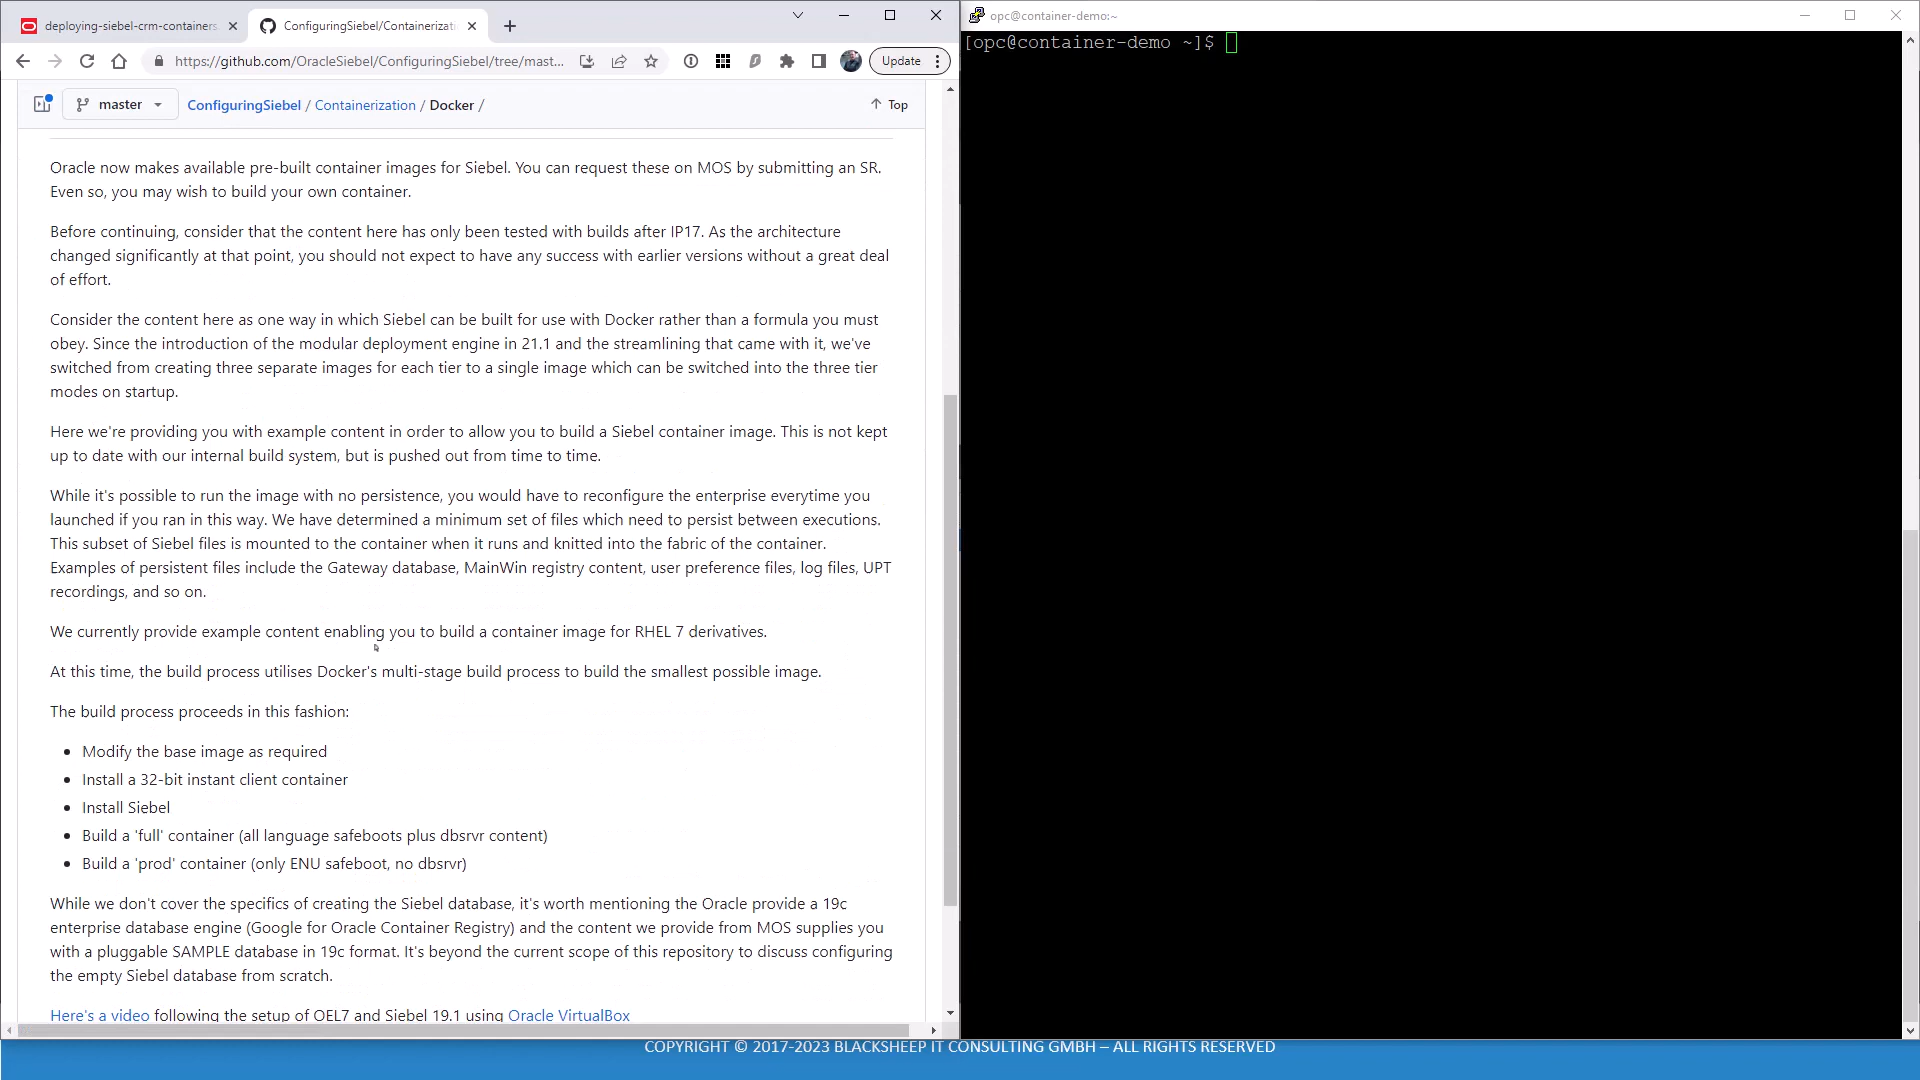 deploying-siebel-crm-containers.
ConfiguringSiebel/Containerizati
https://github.com/OracleSiebel/ConfiguringSiebel/tree/mast...
Update
master
ConfiguringSiebel / Containerization / Docker /
Top
Oracle now makes available pre-built container images for Siebel. You can request these on MOS by submitting an SR.
Even so, you may wish to build your own container.
Before continuing, consider that the content here has only been tested with builds after IP17. As the architecture
changed significantly at that point, you should not expect to have any success with earlier versions without a great deal
of effort.
Consider the content here as one way in which Siebel can be built for use with Docker rather than a formula you must
obey. Since the introduction of the modular deployment engine in 21.1 and the streamlining that came with it, we've
switched from creating three separate images for each tier to a single image which can be switched into the three tier
modes on startup.
Here we're providing you with example content in order to allow you to build a Siebel container image. This is not kept
up to date with our internal build system, but is pushed out from time to time.
While it's possible to run the image with no persistence, you would have to reconfigure the enterprise everytime you
launched if you ran in this way. We have determined a minimum set of files which need to persist between executions.
This subset of Siebel files is mounted to the container when it runs and knitted into the fabric of the container.
Examples of persistent files include the Gateway database, MainWin registry content, user preference files, log files, UPT
recordings, and so on.
We currently provide example content enabling you to build a container image for RHEL 7 derivatives.
At this time, the build process utilises Docker's multi-stage build process to build the smallest possible image.
The build process proceeds in this fashion:
• Modify the base image as required
• Install a 32-bit instant client container
• Install Siebel
• Build a 'full' container (all language safeboots plus dbsrvr content)
• Build a 'prod' container (only ENU safeboot, no dbsrvr)
While we don't cover the specifics of creating the Siebel database, it's worth mentioning the Oracle provide a 19c
enterprise database engine (Google for Oracle Container Registry) and the content we provide from MOS supplies you
with a pluggable SAMPLE database in 19c format. It's beyond the current scope of this repository to discuss configuring
the empty Siebel database from scratch.
Here's a video following the setup of OEL7 and Siebel 19.1 using Oracle VirtualBox
opc@container-demo:~
[opc@container-demo ~]$
COPYRIGHT © 2017-2023 BLACKSHEEP IT CONSULTING GMBH – ALL RIGHTS RESERVED